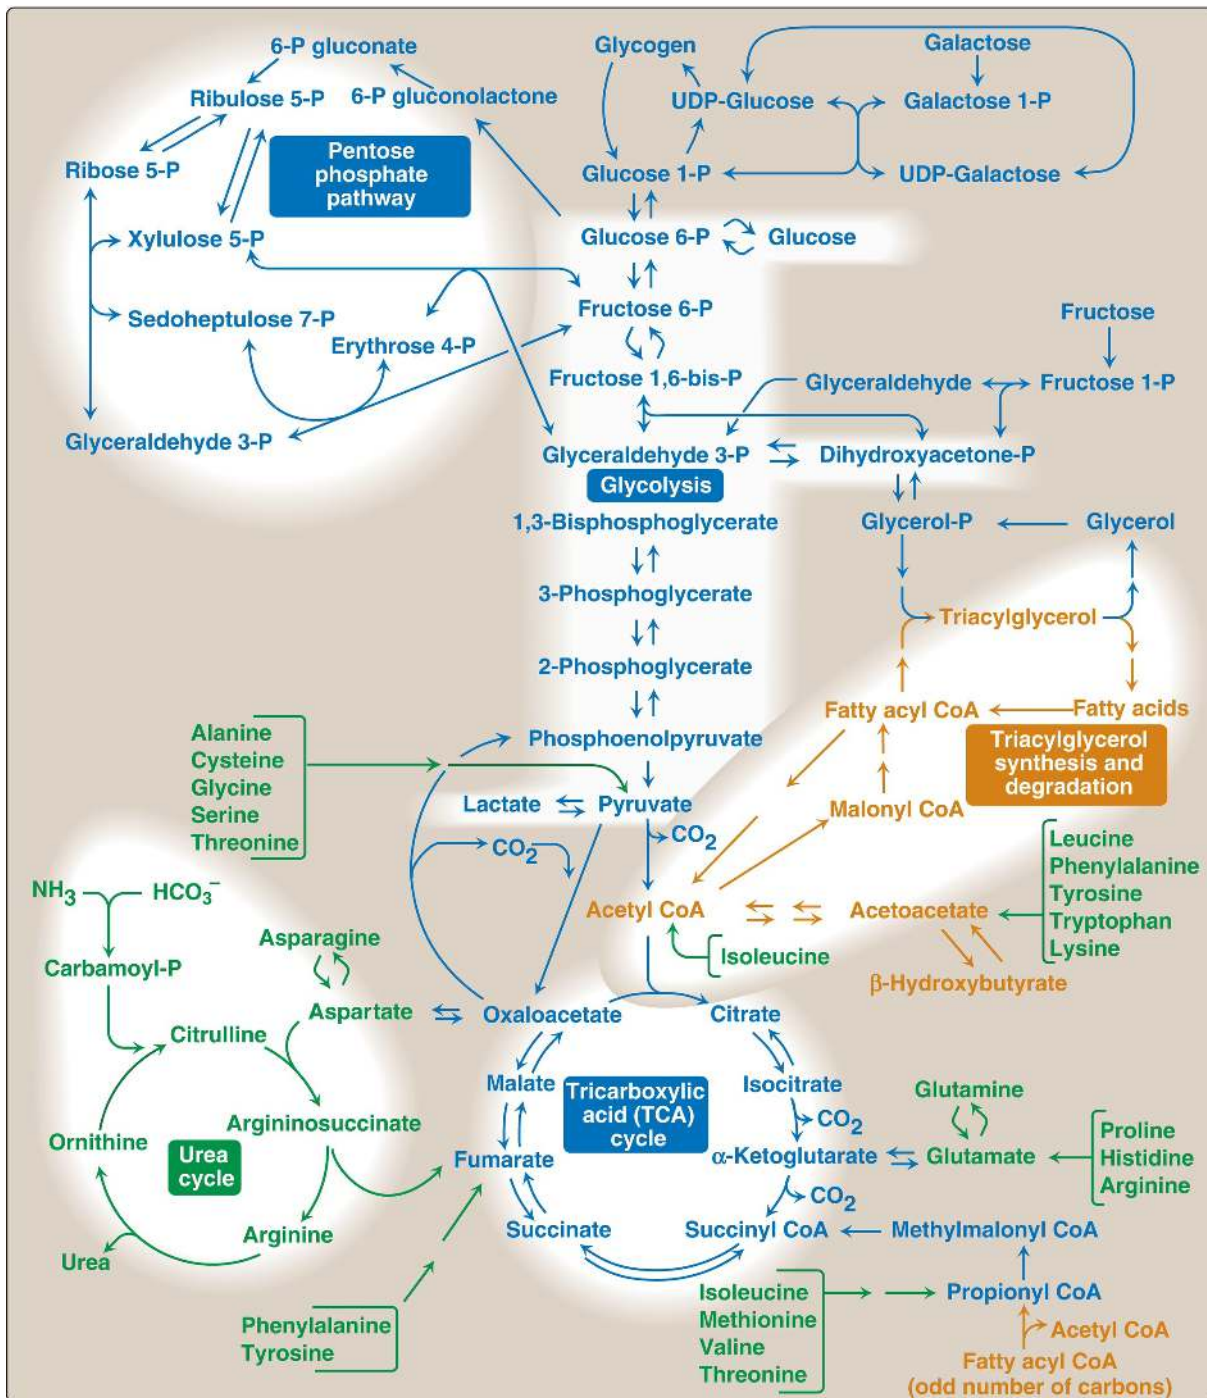 6-P gluconate
Glycogen
Galactose
Ribulose 5-P
6-P gluconolactone
UDP-Glucose
Galactose 1-P
Pentose
phosphate
pathway
Ribose 5-P
Glucose 1-P
UDP-Galactose
Xylulose 5-P
Glucose 6-P
Glucose
Sedoheptulose 7-P
Fructose 6-P
Fructose
Erythrose 4-P
Fructose 1,6-bis-P
Glyceraldehyde
Fructose 1-P
Glyceraldehyde 3-P
Glyceraldehyde 3-P
Dihydroxyacetone-P
Glycolysis
1,3-Bisphosphoglycerate
Glycerol-P
Glycerol
3-Phosphoglycerate
Triacylglycerol
2-Phosphoglycerate
Fatty acyl CoA
Fatty acids
Alanine
Cysteine
Glycine
Serine
Threonine
Phosphoenolpyruvate
Triacylglycerol
synthesis and
degradation
Lactate
Pyruvate
Malonyl CoA
CO2
CO2
Leucine
Phenylalanine
Tyrosine
Tryptophan
Lysine
NH3
HCO3−
Acetyl CoA
Acetoacetate
Asparagine
Isoleucine
Carbamoyl-P
β-Hydroxybutyrate
Aspartate
Oxaloacetate
Citrate
Citrulline
Malate
Tricarboxylic
acid (TCA)
cycle
Isocitrate
Glutamine
CO2
Argininosuccinate
Ornithine
Urea
cycle
Fumarate
α-Ketoglutarate
Glutamate
Proline
Histidine
Arginine
CO2
Arginine
Succinate
Succinyl CoA
Methylmalonyl CoA
Urea
Isoleucine
Methionine
Valine
Threonine
Propionyl CoA
Phenylalanine
Tyrosine
Acetyl CoA
Fatty acyl CoA
(odd number of carbons)